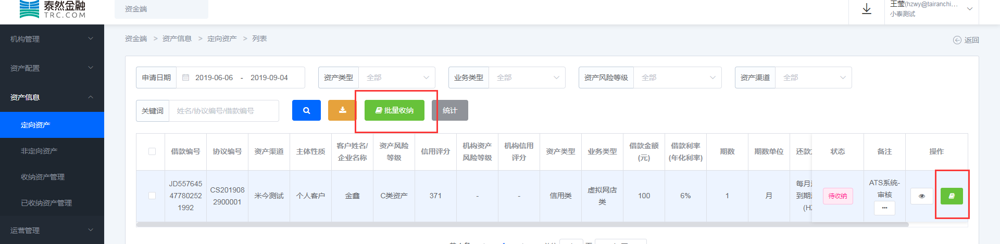 泰然金融
TRC.COM
资金端
王莹(hzwy@tairanchi...
小泰测试
机构管理
资产配置
资产信息
定向资产
非定向资产
收纳资产管理
已收纳资产管理
运营管理
资金端 > 资产信息 > 定向资产 > 列表
返回
申请日期 2019-06-06 - 2019-09-04
资产类型 全部
业务类型 全部
资产风险等级 全部
资产渠道 全部
关键词 姓名/协议编号/借款编号
批量收纳
统计
借款编号
协议编号
资产渠道
主体性质
客户姓名/
企业名称
资产风险
等级
信用评分
机构资产
风险等级
机构信用
评分
资产类型
业务类型
借款金额
(元)
借款利率
(年化利率)
期数
期数单位
还款
状态
备注
操作
JD557645
47780252
1992
CS201908
2900001
米今测试
个人客户
金鑫
C类资产
371
-
-
信用类
虚拟网店
类
100
6%
1
月
每月
到期
(HZ
待收纳
ATS系统-
审核
...